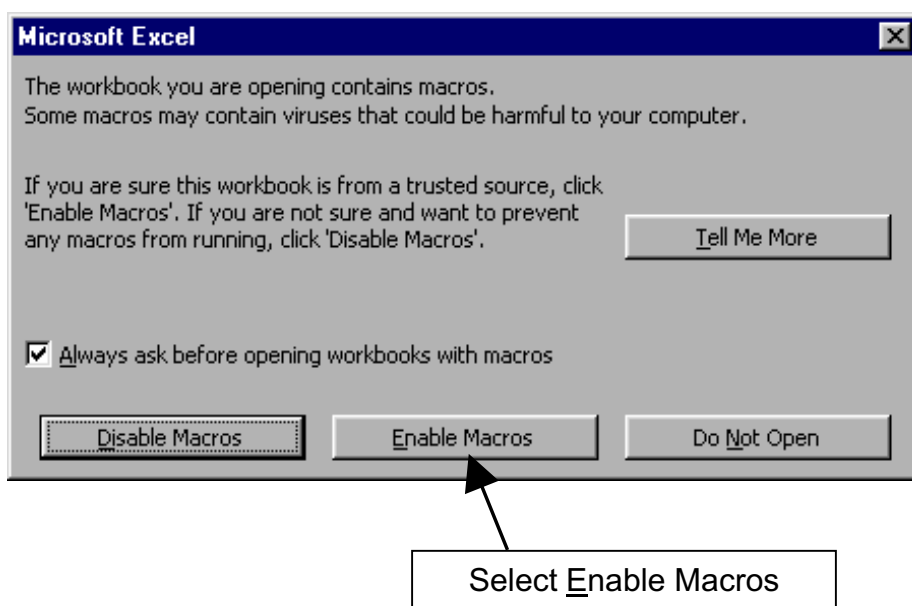 Microsoft Excel
The workbook you are opening contains macros.
Some macros may contain viruses that could be harmful to your computer.
If you are sure this workbook is from a trusted source, click
'Enable Macros'. If you are not sure and want to prevent
any macros from running, click 'Disable Macros'.
Tell Me More
Always ask before opening workbooks with macros
Disable Macros
Enable Macros
Do Not Open
Select Enable Macros